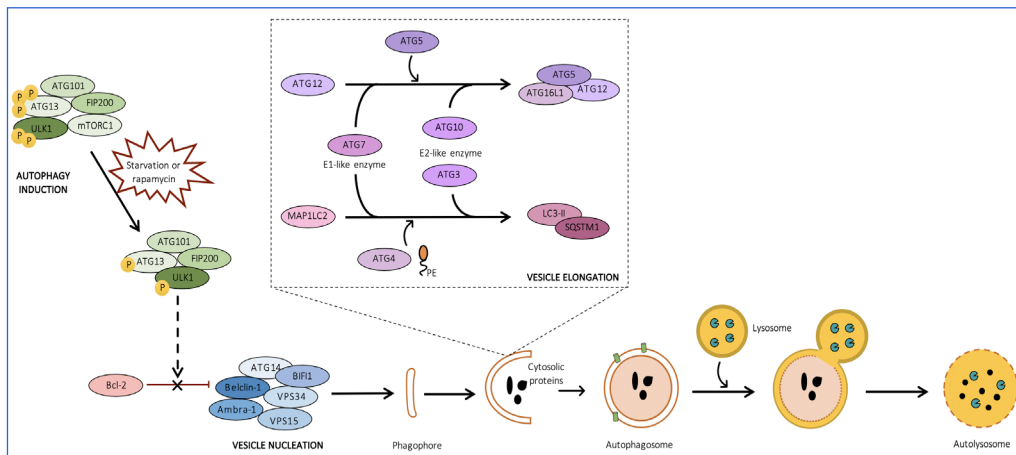 ATG5
ATG12
ATG5
ATG16L1
ATG12
ATG7
E1-like enzyme
ATG10
E2-like enzyme
ATG3
MAP1LC2
LC3-II
SQSTM1
ATG4
PE
VESICLE ELONGATION
ATG101
P
P
P
ATG13
FIP200
ULK1
mTORC1
P
P
AUTOPHAGY
INDUCTION
Starvation or
rapamycin
ATG101
P
ATG13
FIP200
ULK1
P
Bcl-2
ATG14
BIFI1
Belclin-1
VPS34
Ambra-1
VPS15
VESICLE NUCLEATION
Phagophore
Cytosolic
proteins
Autophagosome
Lysosome
Autolysosome